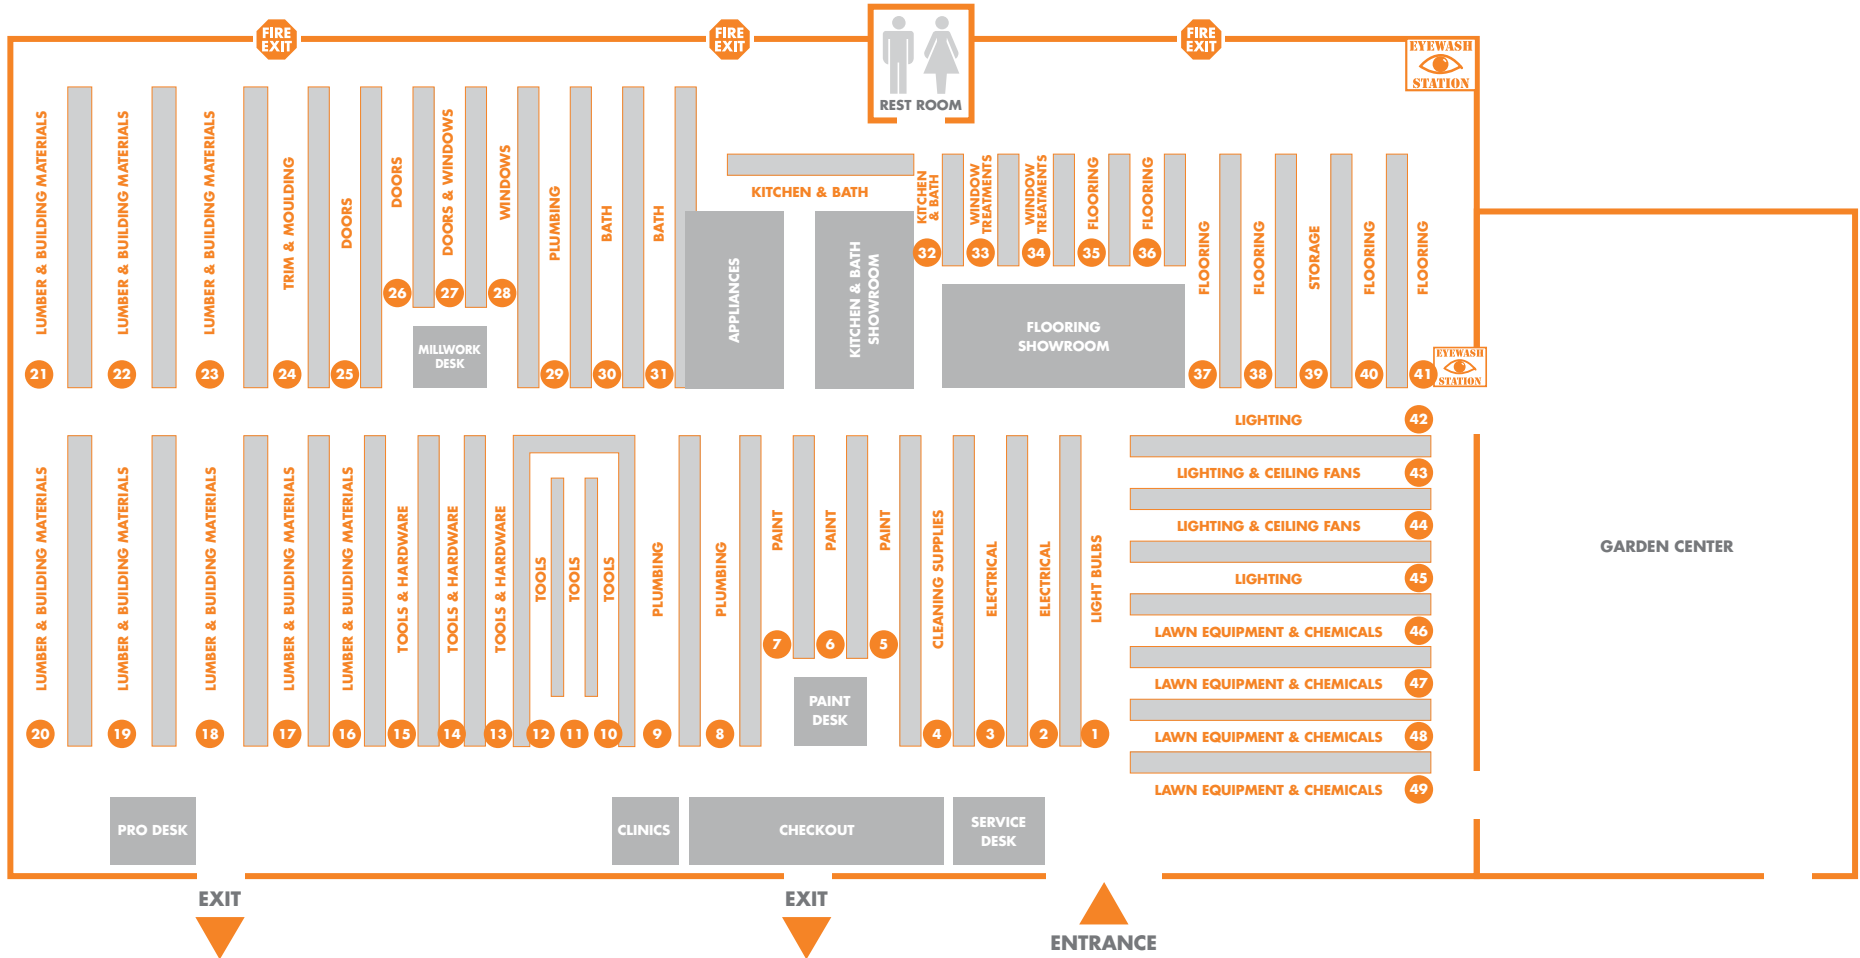 FIRE
EXIT
FIRE
EXIT
REST ROOM
FIRE
EXIT
EYEWASH
STATION
LUMBER & BUILDING MATERIALS
21
LUMBER & BUILDING MATERIALS
22
LUMBER & BUILDING MATERIALS
23
TRIM & MOULDING
24
DOORS
25
DOORS
26
DOORS & WINDOWS
27
WINDOWS
28
MILLWORK
DESK
PLUMBING
29
BATH
30
BATH
31
KITCHEN & BATH
APPLIANCES
KITCHEN & BATH
SHOWROOM
KITCHEN
& BATH
32
WINDOW
TREATMENTS
33
WINDOW
TREATMENTS
34
FLOORING
35
FLOORING
36
FLOORING
SHOWROOM
FLOORING
37
FLOORING
38
STORAGE
39
FLOORING
40
FLOORING
41
EYEWASH
STATION
LUMBER & BUILDING MATERIALS
20
LUMBER & BUILDING MATERIALS
19
LUMBER & BUILDING MATERIALS
18
LUMBER & BUILDING MATERIALS
17
LUMBER & BUILDING MATERIALS
16
TOOLS & HARDWARE
15
TOOLS & HARDWARE
14
TOOLS & HARDWARE
13
TOOLS
12
TOOLS
11
TOOLS
10
PLUMBING
9
PLUMBING
8
PAINT
7
PAINT
6
PAINT
5
PAINT
DESK
CLEANING SUPPLIES
4
ELECTRICAL
3
ELECTRICAL
2
LIGHT BULBS
1
LIGHTING 42
LIGHTING & CEILING FANS 43
LIGHTING & CEILING FANS 44
LIGHTING 45
LAWN EQUIPMENT & CHEMICALS 46
LAWN EQUIPMENT & CHEMICALS 47
LAWN EQUIPMENT & CHEMICALS 48
LAWN EQUIPMENT & CHEMICALS 49
GARDEN CENTER
PRO DESK
CLINICS
CHECKOUT
SERVICE
DESK
EXIT
EXIT
ENTRANCE